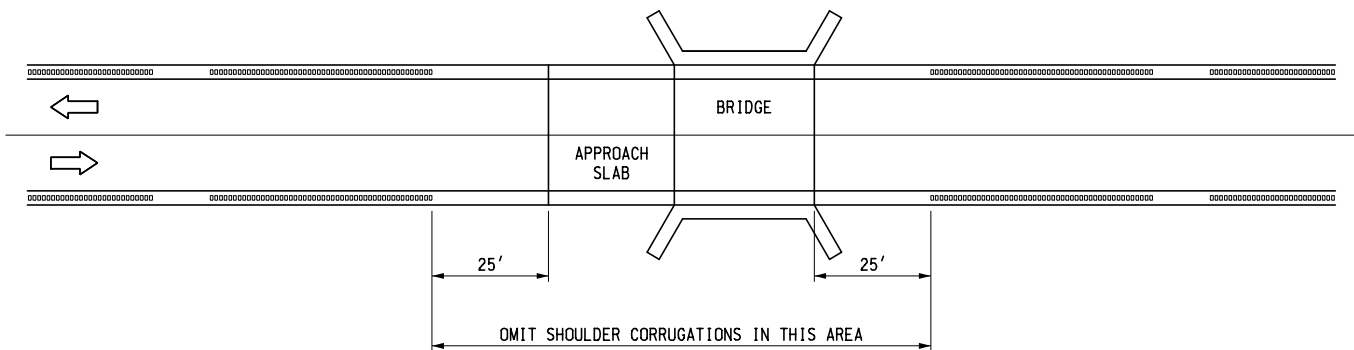 BRIDGE
APPROACH
SLAB
25'
25'
OMIT SHOULDER CORRUGATIONS IN THIS AREA